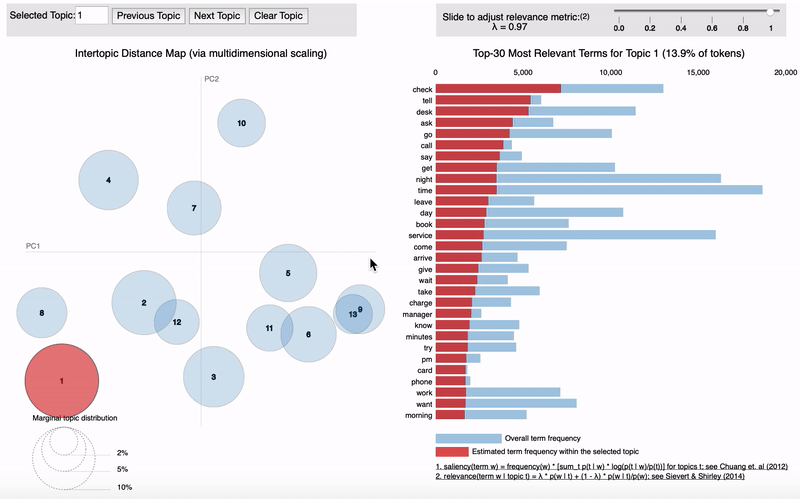 Selected Topic: 1 Previous Topic Next Topic Clear Topic
Slide to adjust relevance metric:(2)
λ = 0.97
0.0 0.2 0.4 0.6 0.8 1
Intertopic Distance Map (via multidimensional scaling)
PC2
PC1
10
4
7
5
2
12
8
11
6
13
9
3
1
Marginal topic distribution
2%
5%
10%
Top-30 Most Relevant Terms for Topic 1 (13.9% of tokens)
0 5,000 10,000 15,000 20,000
check
tell
desk
ask
go
call
say
get
night
time
leave
day
book
service
come
arrive
give
wait
take
charge
manager
know
minutes
try
pm
card
phone
work
want
morning
Overall term frequency
Estimated term frequency within the selected topic
1. saliency(term w) = frequency(w) * [sum_t p(t | w) * log(p(t | w)/p(t))] for topics t; see Chuang et. al (2012)
2. relevance(term w | topic t) = λ * p(w | t) + (1 - λ) * p(w | t)/p(w); see Sievert & Shirley (2014)